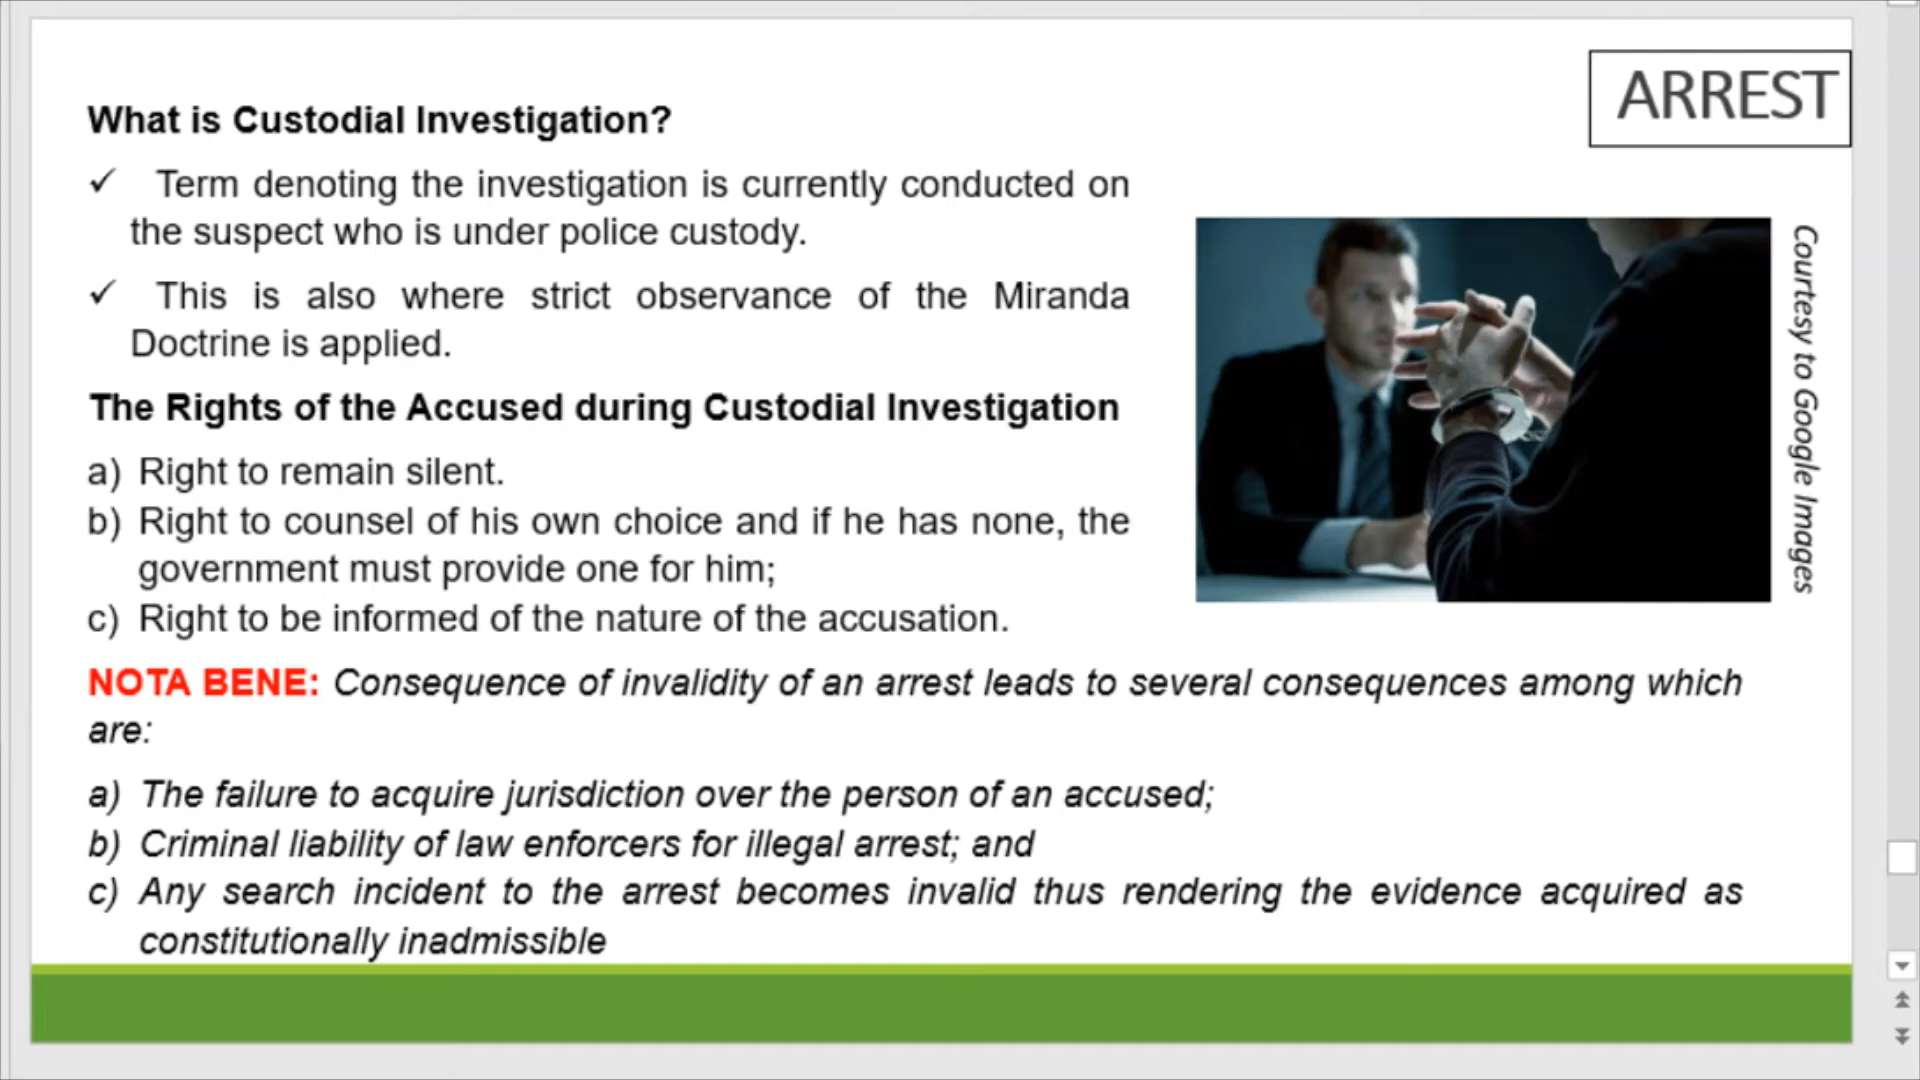 ARREST
What is Custodial Investigation?
✓ Term denoting the investigation is currently conducted on
the suspect who is under police custody.
✓ This is also where strict observance of the Miranda
Doctrine is applied.
The Rights of the Accused during Custodial Investigation
a) Right to remain silent.
b) Right to counsel of his own choice and if he has none, the
government must provide one for him;
c) Right to be informed of the nature of the accusation.
Courtesy to Google Images
NOTA BENE: Consequence of invalidity of an arrest leads to several consequences among which
are:
a) The failure to acquire jurisdiction over the person of an accused;
b) Criminal liability of law enforcers for illegal arrest; and
c) Any search incident to the arrest becomes invalid thus rendering the evidence acquired as
constitutionally inadmissible